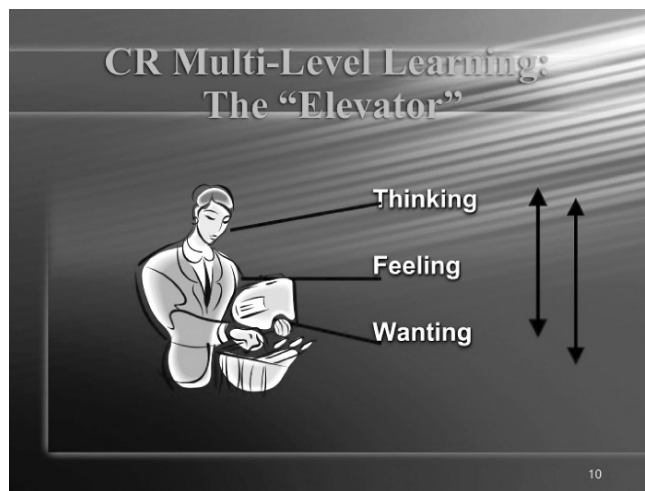 CR Multi-Level Learning:
The “Elevator”
Thinking
Feeling
Wanting
10